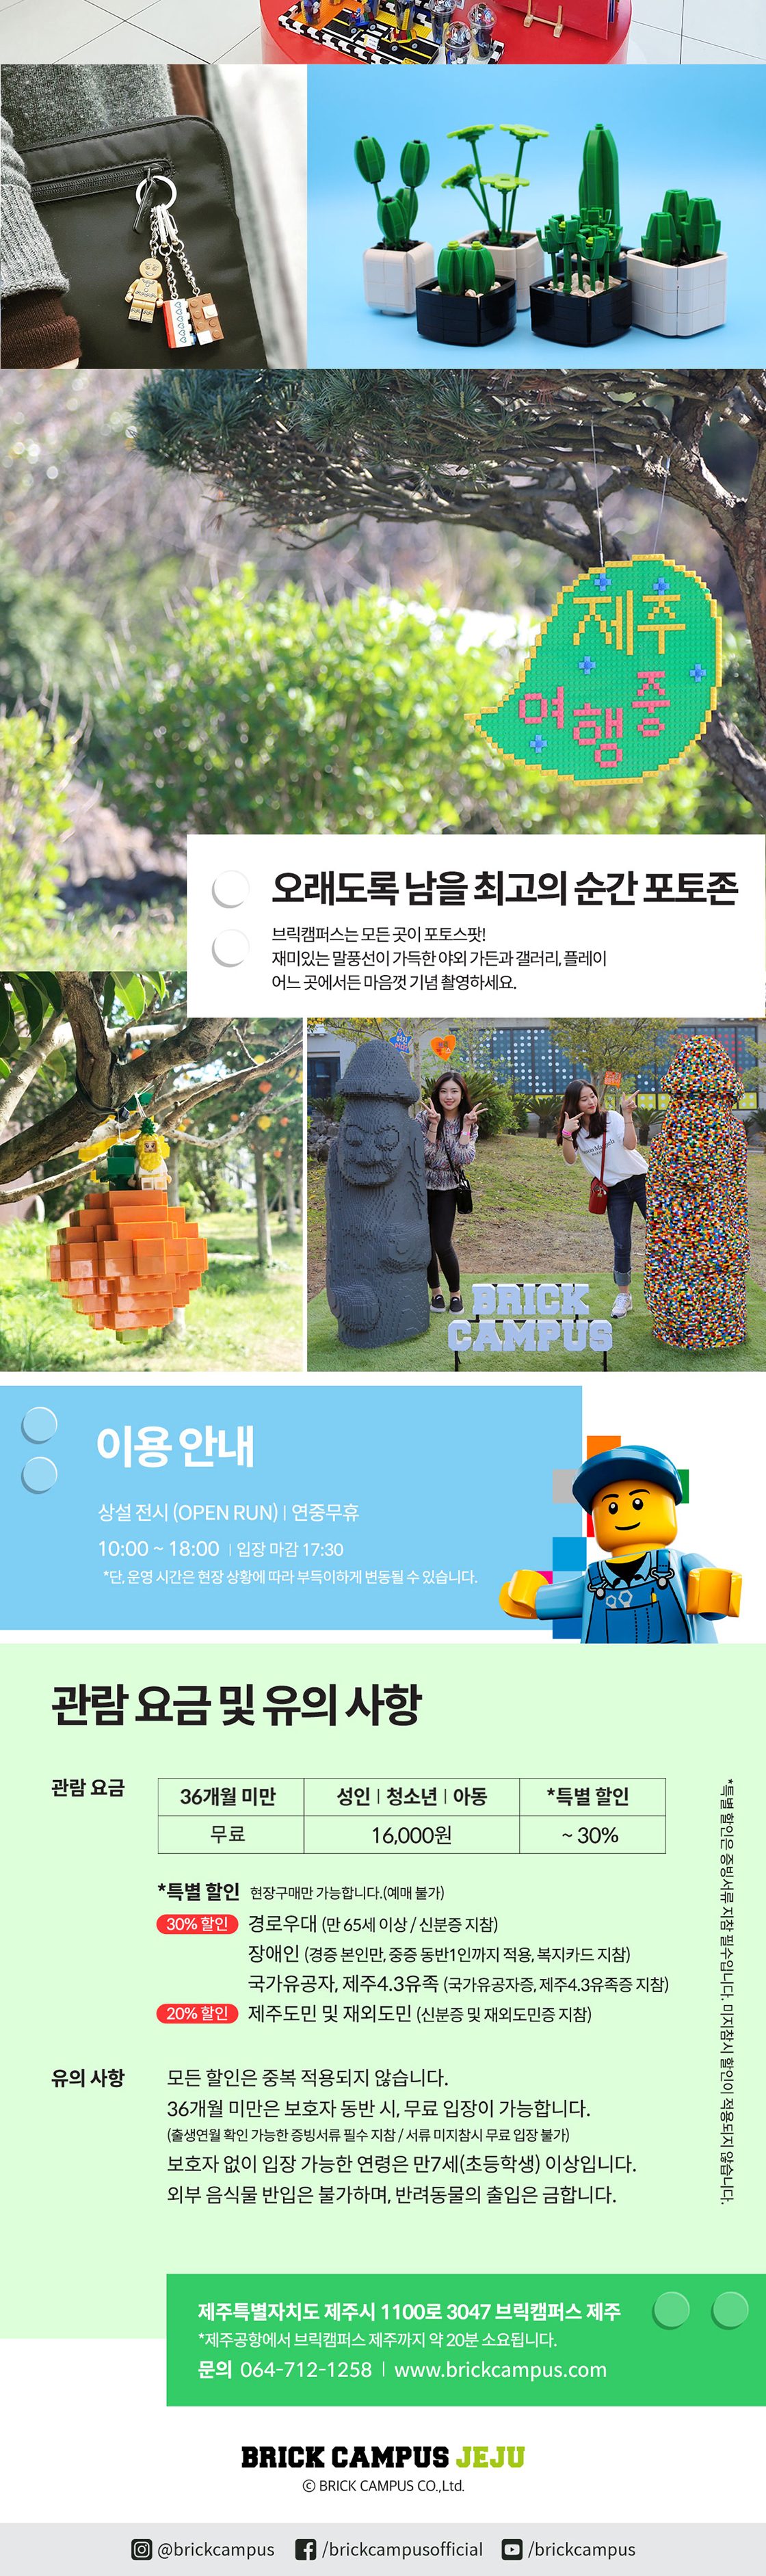 제주
여행
중
오래도록 남을 최고의 순간 포토존
브릭캠퍼스는 모든 곳이 포토스팟!
재미있는 말풍선이 가득한 야외 가든과 갤러리, 플레이
어느 곳에서든 마음껏 기념 촬영하세요.
BRICK
CAMPUS
이용 안내
상설 전시 (OPEN RUN) | 연중무휴
10:00 ~ 18:00 | 입장 마감 17:30
*단, 운영 시간은 현장 상황에 따라 부득이하게 변동될 수 있습니다.
관람 요금 및 유의 사항
관람 요금
36개월 미만 성인 | 청소년 | 아동 *특별 할인
무료 16,000원 ~ 30%
*특별 할인 현장구매만 가능합니다.(예매 불가)
30% 할인 경로우대 (만 65세 이상 / 신분증 지참)
장애인 (경증 본인만, 중증 동반1인까지 적용, 복지카드 지참)
국가유공자, 제주4.3유족 (국가유공자증, 제주4.3유족증 지참)
20% 할인 제주도민 및 재외도민 (신분증 및 재외도민증 지참)
*특별 할인은 증빙서류 지참 필수입니다. 미지참시 할인이 적용되지 않습니다.
유의 사항 모든 할인은 중복 적용되지 않습니다.
36개월 미만은 보호자 동반 시, 무료 입장이 가능합니다.
(출생연월 확인 가능한 증빙서류 필수 지참 / 서류 미지참시 무료 입장 불가)
보호자 없이 입장 가능한 연령은 만7세(초등학생) 이상입니다.
외부 음식물 반입은 불가하며, 반려동물의 출입은 금합니다.
제주특별자치도 제주시 1100로 3047 브릭캠퍼스 제주
*제주공항에서 브릭캠퍼스 제주까지 약 20분 소요됩니다.
문의 064-712-1258 | www.brickcampus.com
BRICK CAMPUS JEJU
© BRICK CAMPUS CO.,Ltd.
@brickcampus /brickcampusofficial /brickcampus